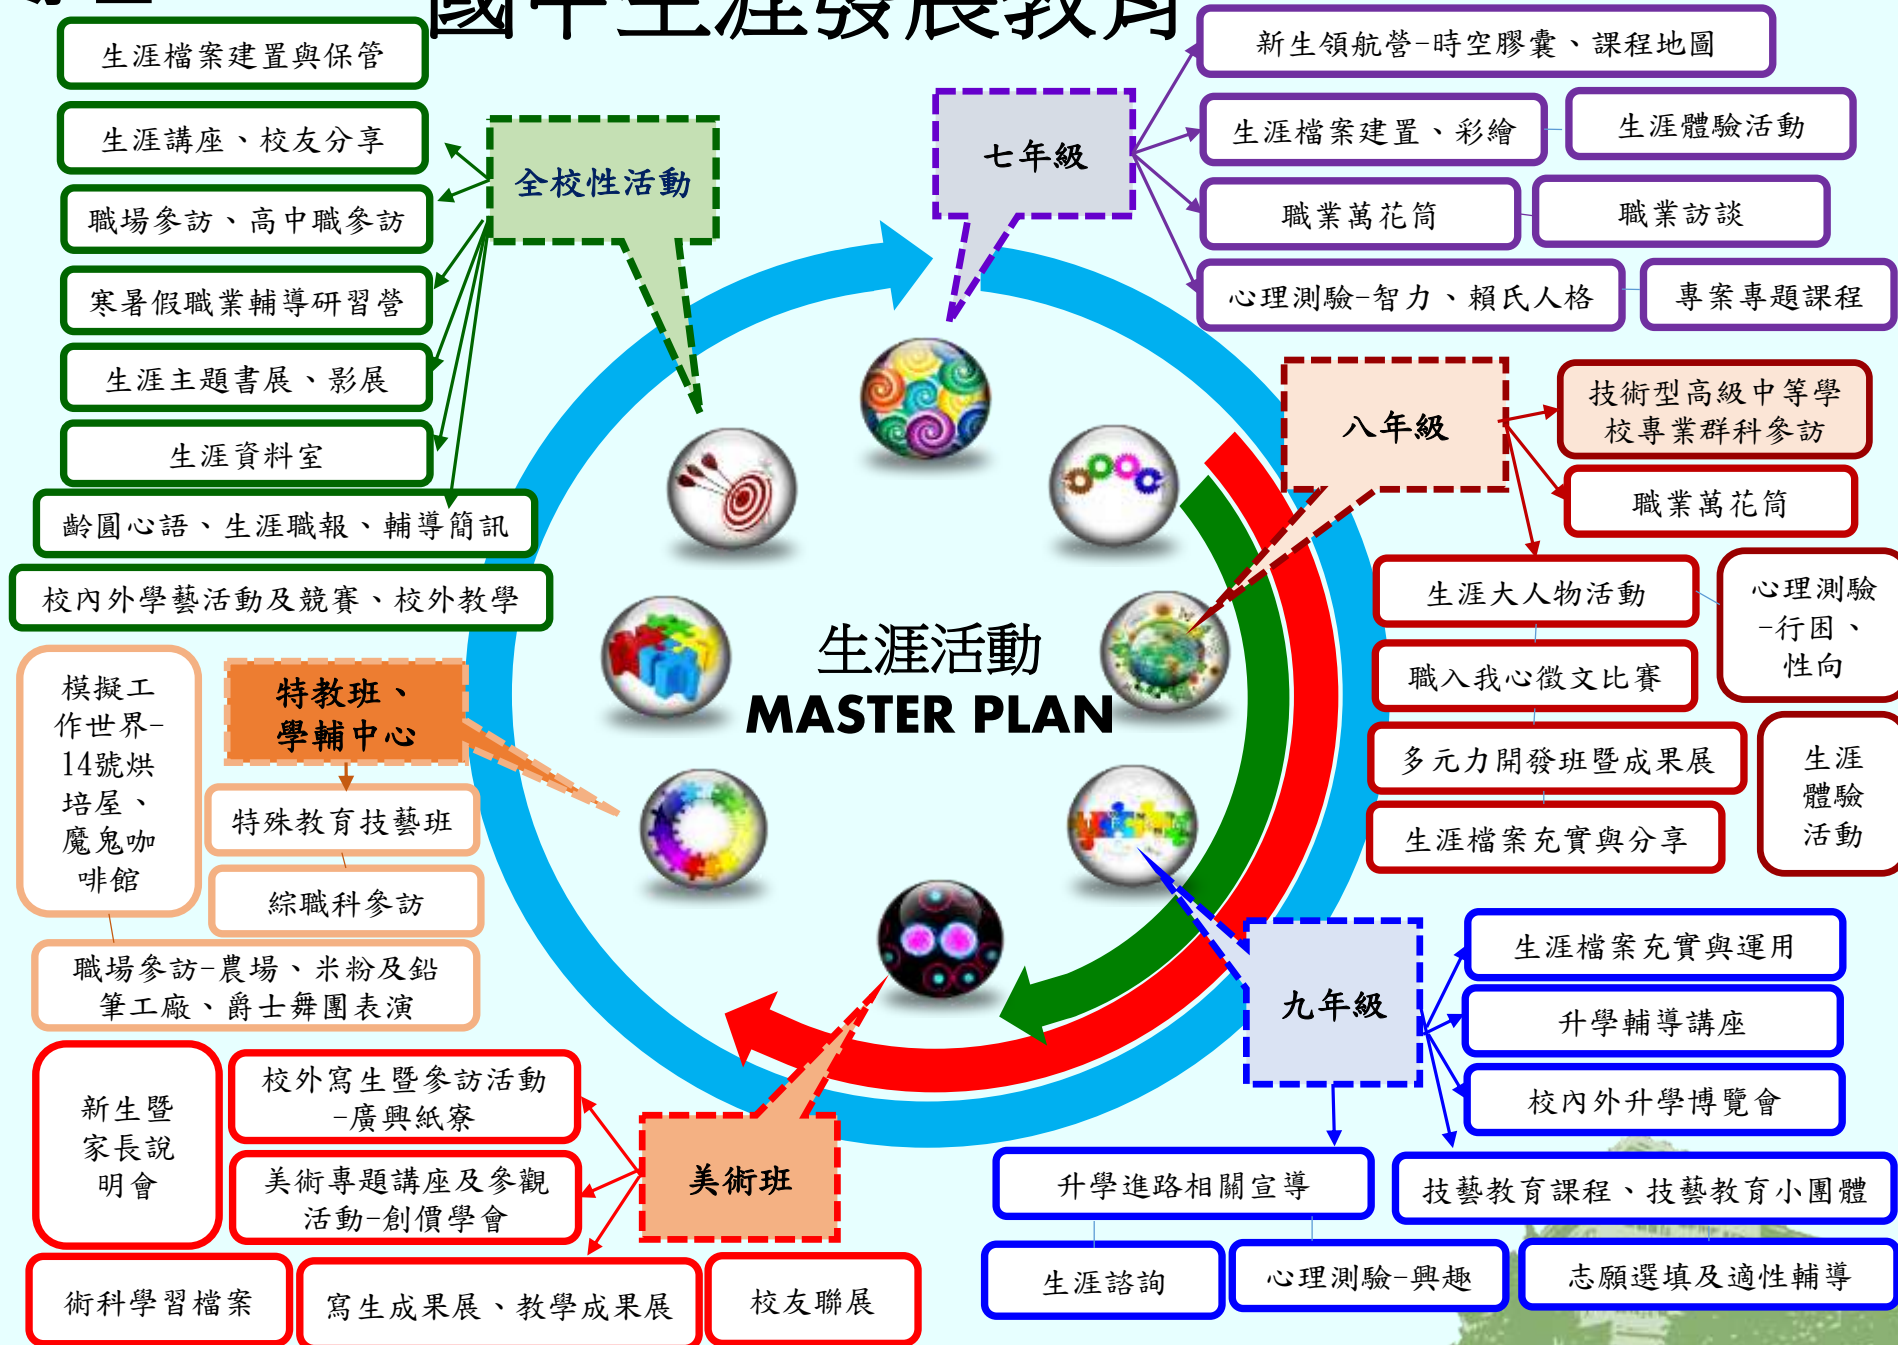 國中生涯發展教育
生涯檔案建置與保管
生涯講座、校友分享
職場參訪、高中職參訪
寒暑假職業輔導研習營
生涯主題書展、影展
生涯資料室
齡圓心語、生涯職報、輔導簡訊
校內外學藝活動及競賽、校外教學
全校性活動
七年級
新生領航營-時空膠囊、課程地圖
生涯檔案建置、彩繪
生涯體驗活動
職業萬花筒
職業訪談
心理測驗-智力、賴氏人格
專案專題課程
八年級
技術型高級中等學
校專業群科參訪
職業萬花筒
生涯大人物活動
心理測驗
-行困、
性向
職入我心徵文比賽
多元力開發班暨成果展
生涯檔案充實與分享
生涯
體驗
活動
生涯活動
MASTER PLAN
特教班、
學輔中心
模擬工
作世界-
14號烘
培屋、
魔鬼咖
啡館
特殊教育技藝班
綜職科參訪
職場參訪-農場、米粉及鉛
筆工廠、爵士舞團表演
九年級
生涯檔案充實與運用
升學輔導講座
校內外升學博覽會
技藝教育課程、技藝教育小團體
升學進路相關宣導
生涯諮詢
心理測驗-興趣
志願選填及適性輔導
美術班
新生暨
家長說
明會
校外寫生暨參訪活動
-廣興紙寮
美術專題講座及參觀
活動-創價學會
術科學習檔案
寫生成果展、教學成果展
校友聯展